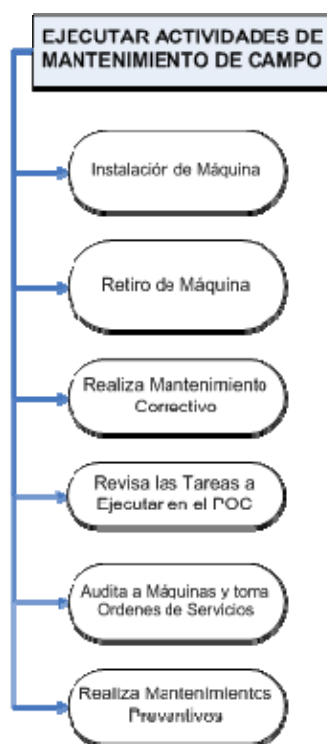 EJECUTAR ACTIVIDADES DE
MANTENIMIENTO DE CAMPO
Instalación de Máquina
Retiro de Máquina
Realiza Mantenimiento
Correctivo
Revisa las Tareas a
Ejecutar en el POC
Audita a Máquinas y toma
Ordenes de Servicios
Realiza Mantenimientos
Preventivos